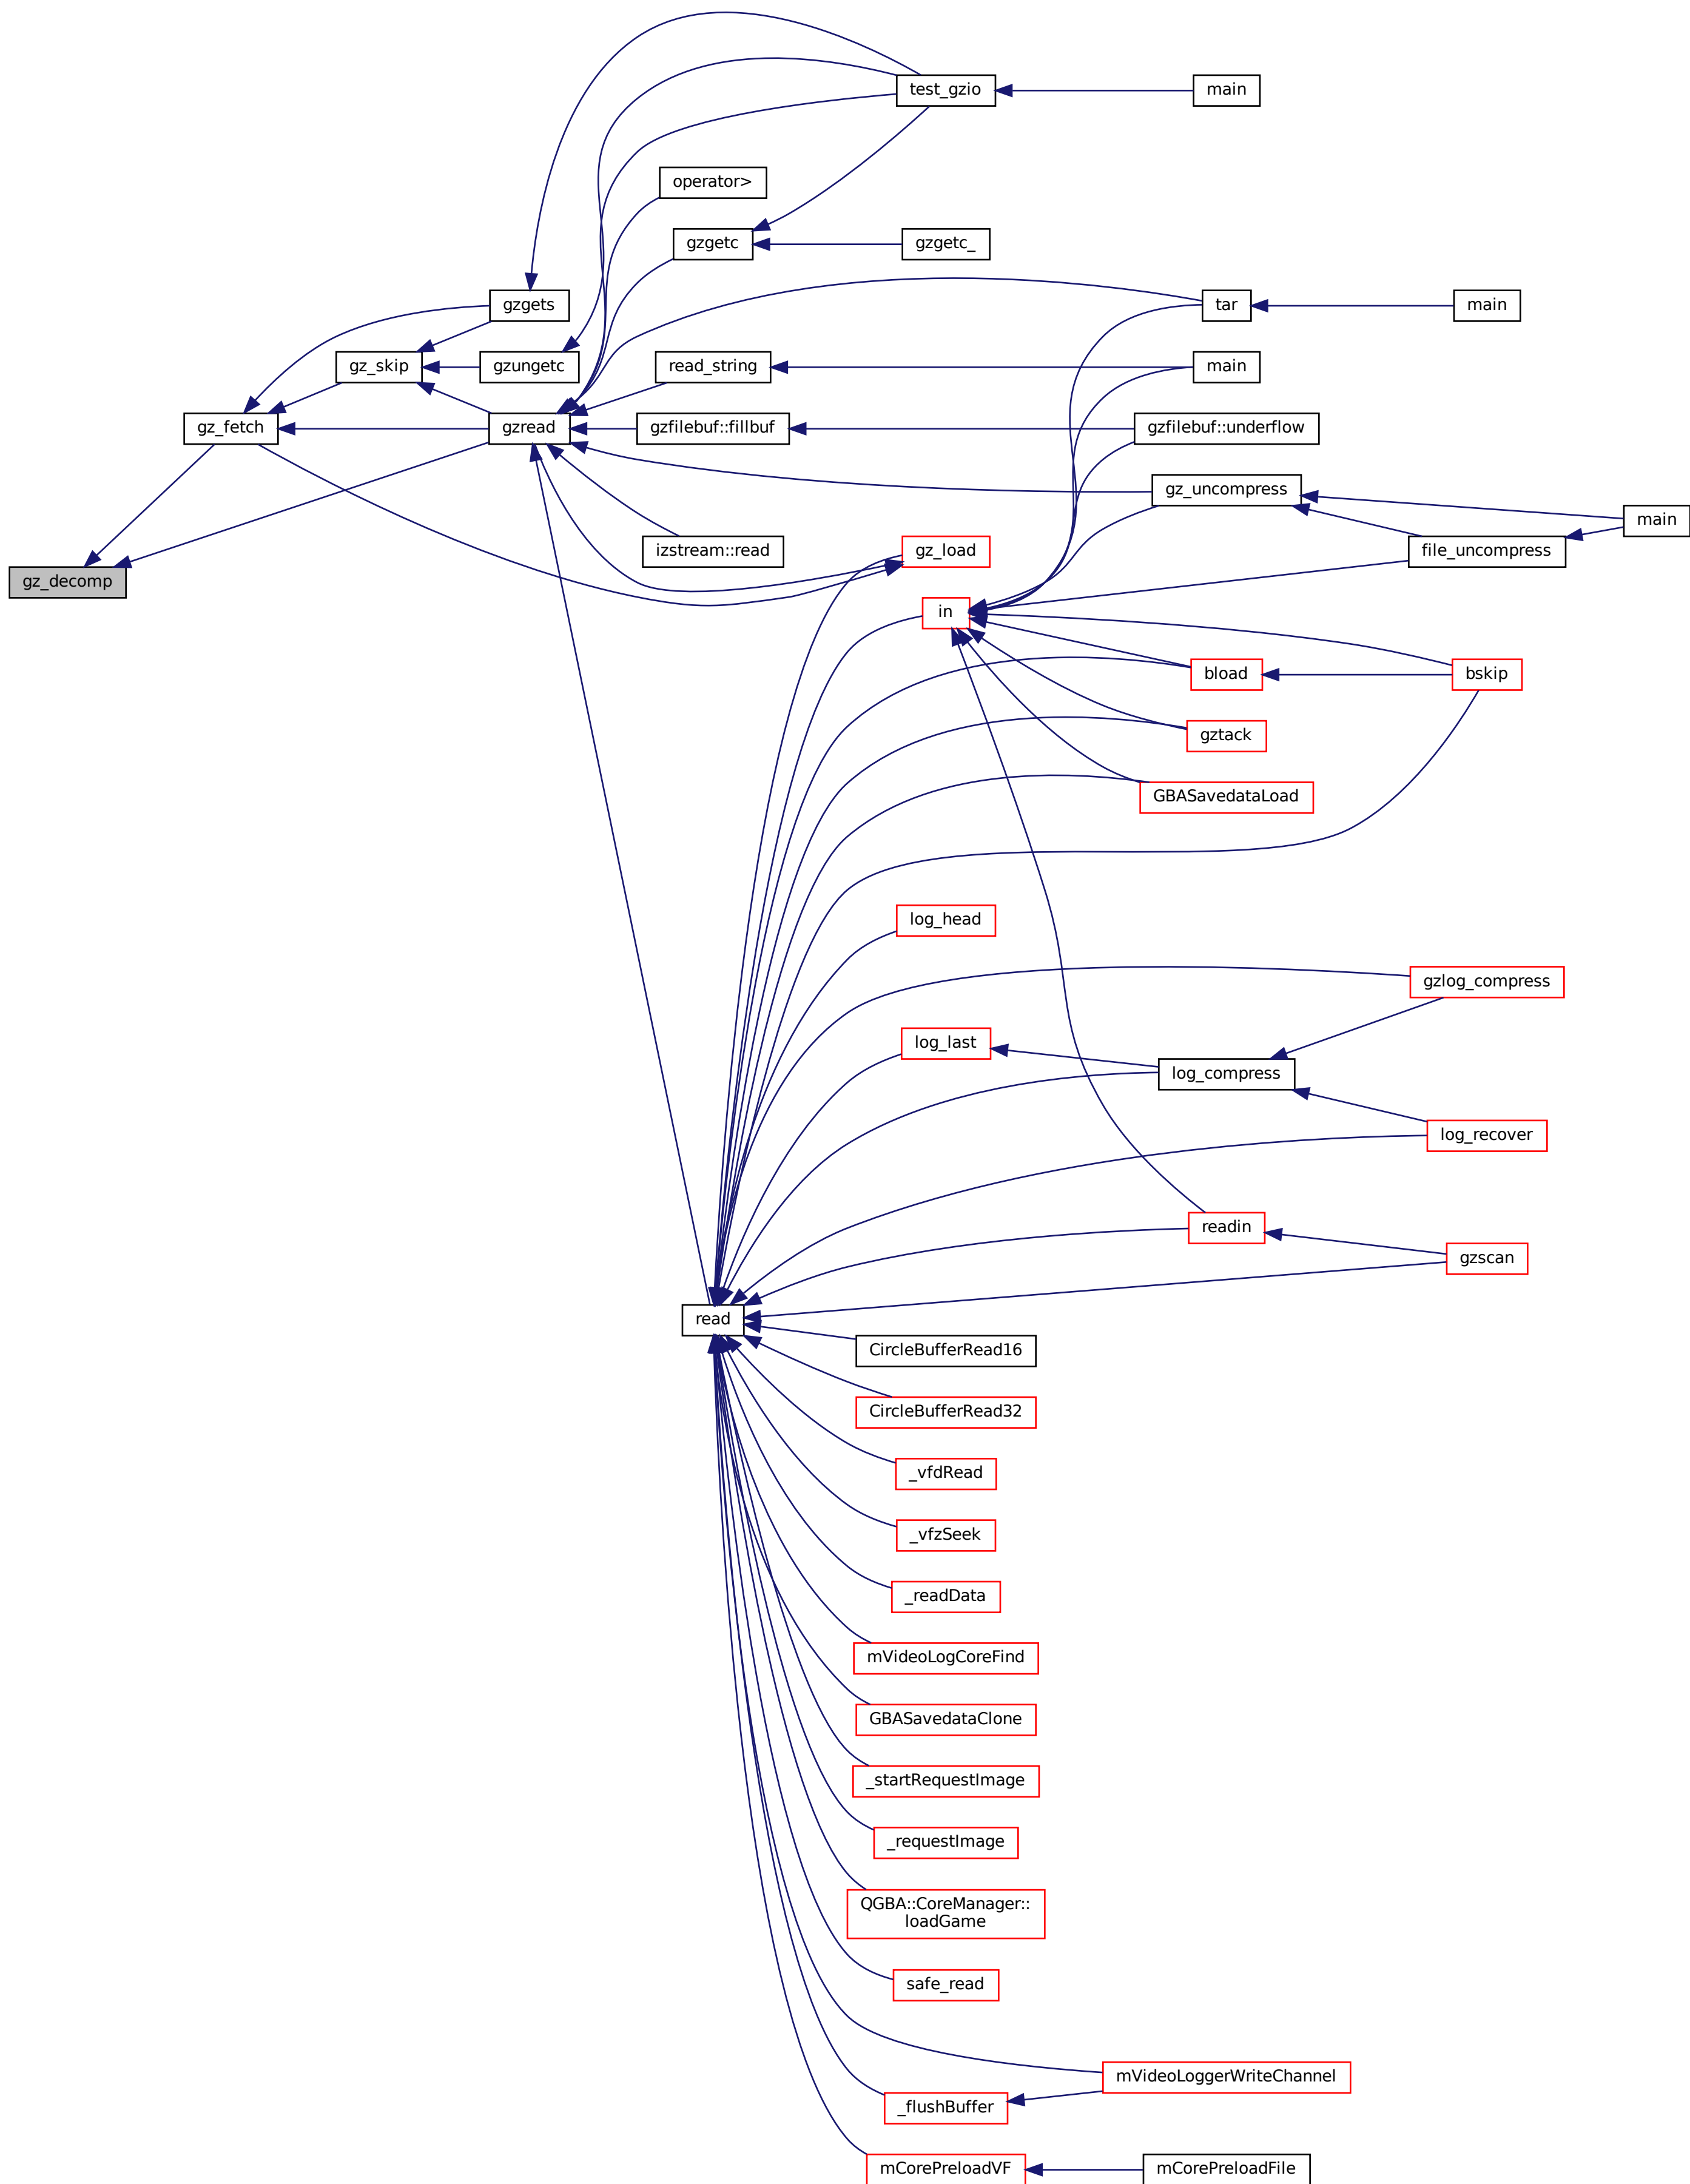 test_gzio
main
operator>
gzgetc
gzgetc_
gzgets
tar
main
gz_skip
gzungetc
read_string
main
gz_fetch
gzread
gzfilebuf::fillbuf
gzfilebuf::underflow
gz_uncompress
main
izstream::read
gz_load
file_uncompress
gz_decomp
in
bload
bskip
gztack
GBASavedataLoad
log_head
gzlog_compress
log_last
log_compress
log_recover
readin
gzscan
read
CircleBufferRead16
CircleBufferRead32
_vfdRead
_vfzSeek
_readData
mVideoLogCoreFind
GBASavedataClone
_startRequestImage
_requestImage
QGBA::CoreManager::
loadGame
safe_read
mVideoLoggerWriteChannel
_flushBuffer
mCorePreloadVF
mCorePreloadFile